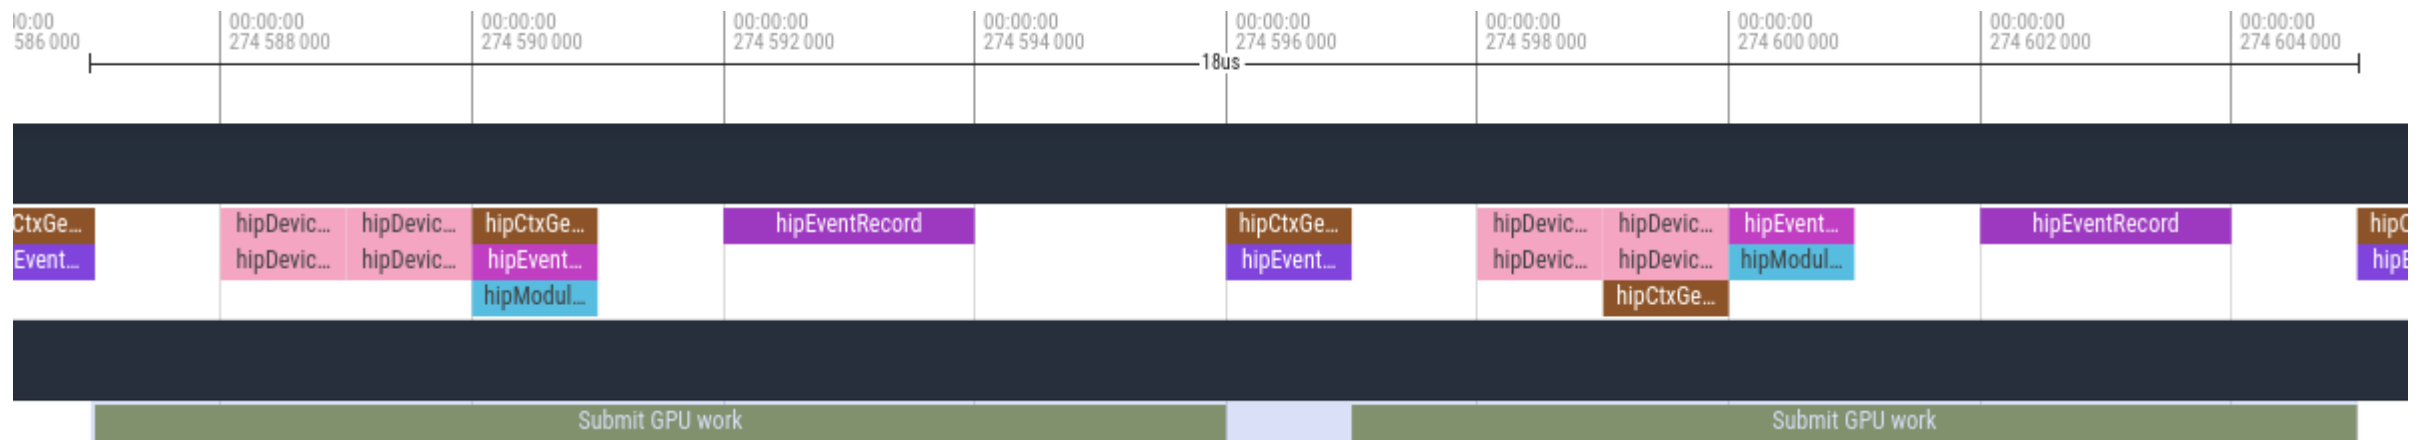 00:00 00:00:00 00:00:00 00:00:00 00:00:00 00:00:00 00:00:00 00:00:00 00:00:00 00:00:00
586 000 274 588 000 274 590 000 274 592 000 274 594 000 274 596 000 274 598 000 274 600 000 274 602 000 274 604 000
18us
CtxGe... hipDevic... hipDevic... hipCtxGe... hipEventRecord hipCtxGe... hipDevic... hipDevic... hipEvent... hipEventRecord hipC
Event... hipDevic... hipDevic... hipEvent... hipEvent... hipDevic... hipDevic... hipModul... hipE
hipModul... hipCtxGe...
Submit GPU work Submit GPU work